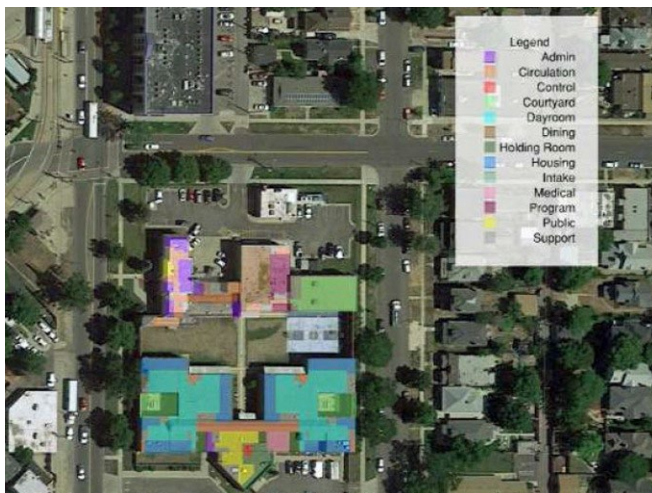 Legend
Admin
Circulation
Control
Courtyard
Dayroom
Dining
Holding Room
Housing
Intake
Medical
Program
Public
Support